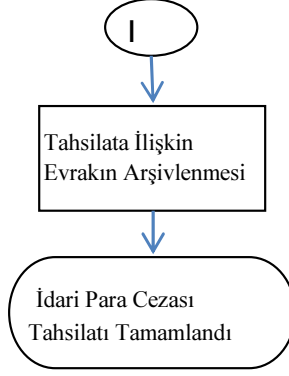 I
Tahsilata İlişkin
Evrakın Arşivlenmesi
İdari Para Cezası
Tahsilatı Tamamlandı